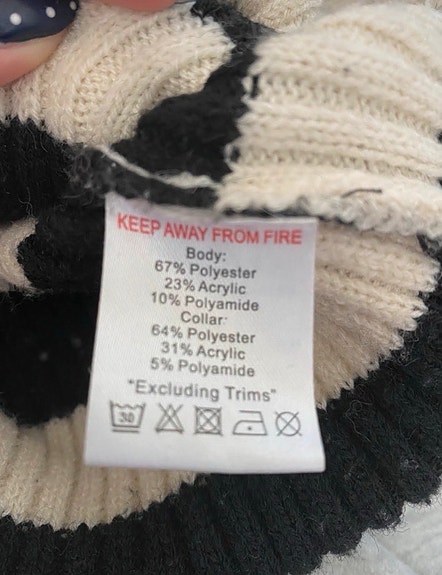 KEEP AWAY FROM FIRE
Body:
67% Polyester
23% Acrylic
10% Polyamide
Collar:
64% Polyester
31% Acrylic
5% Polyamide
"Excluding Trims"
30